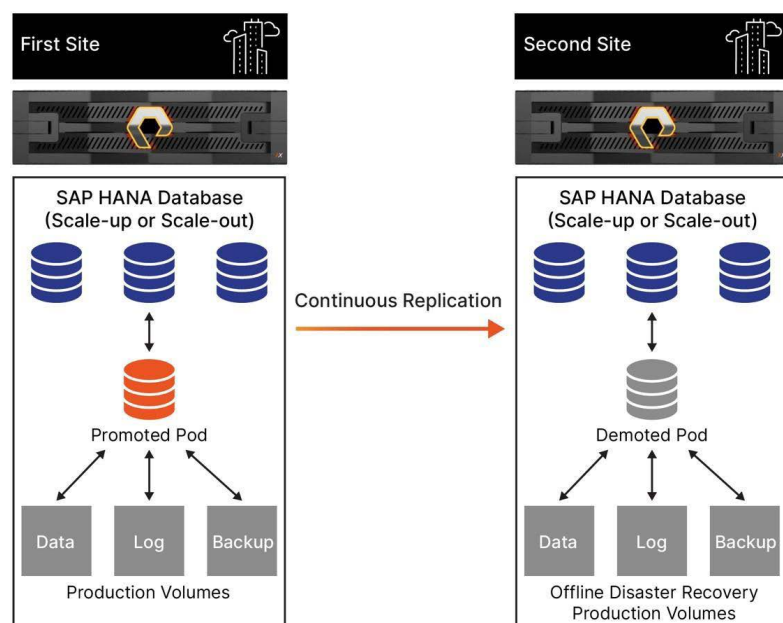 First Site
SAP HANA Database
(Scale-up or Scale-out)
Promoted Pod
Data
Log
Backup
Production Volumes
Continuous Replication
Second Site
SAP HANA Database
(Scale-up or Scale-out)
Demoted Pod
Data
Log
Backup
Offline Disaster Recovery
Production Volumes